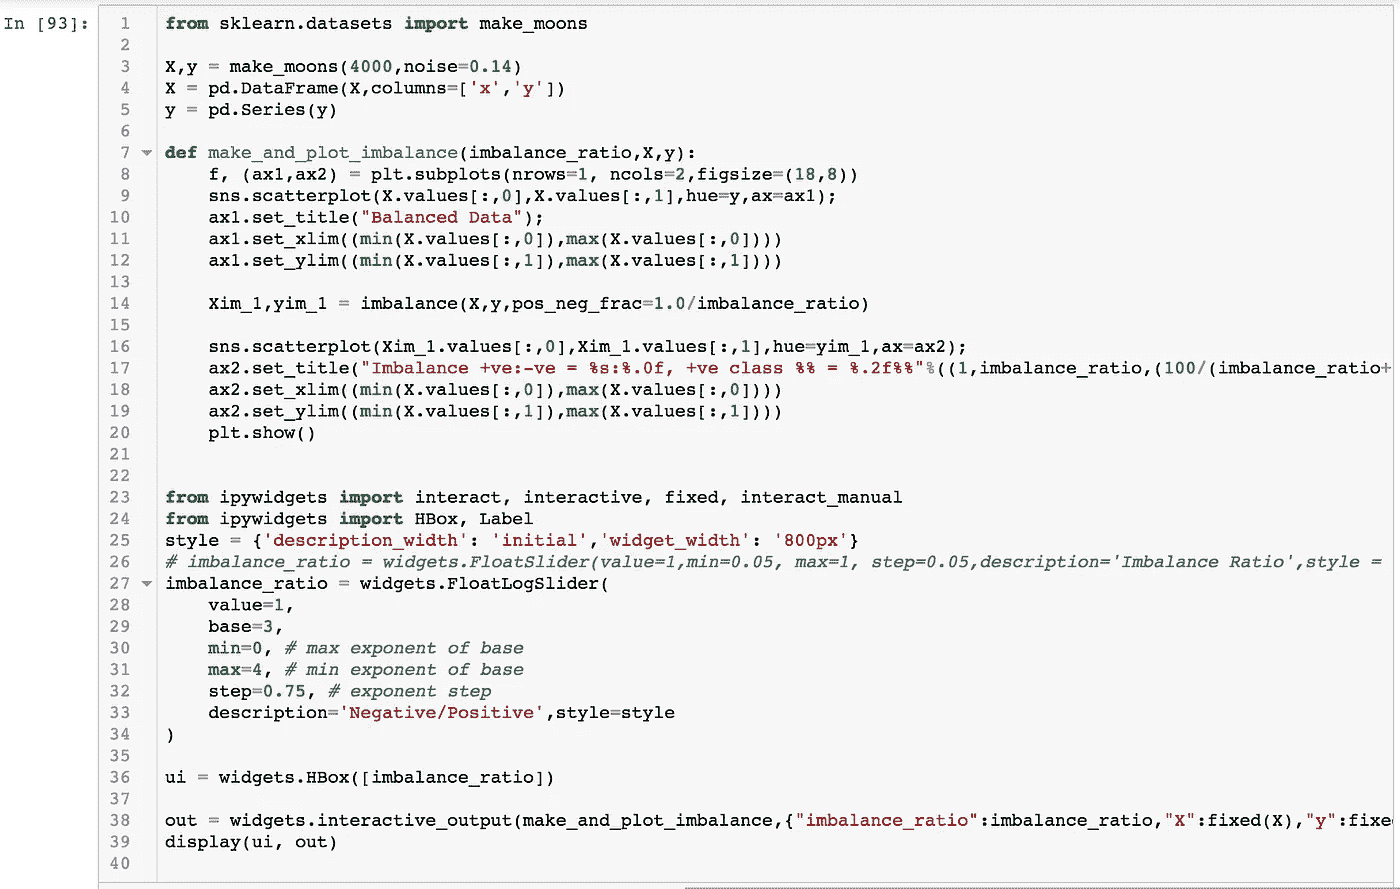 In [93]:
1 from sklearn.datasets import make_moons
2
3 X,y = make_moons(4000,noise=0.14)
4 X = pd.DataFrame(X,columns=['x','y'])
5 y = pd.Series(y)
6
7 def make_and_plot_imbalance(imbalance_ratio,X,y):
8     f, (ax1,ax2) = plt.subplots(nrows=1, ncols=2,figsize=(18,8))
9     sns.scatterplot(X.values[:,0],X.values[:,1],hue=y,ax=ax1);
10     ax1.set_title("Balanced Data");
11     ax1.set_xlim((min(X.values[:,0]),max(X.values[:,0])))
12     ax1.set_ylim((min(X.values[:,1]),max(X.values[:,1])))
13
14     Xim_1,yim_1 = imbalance(X,y,pos_neg_frac=1.0/imbalance_ratio)
15
16     sns.scatterplot(Xim_1.values[:,0],Xim_1.values[:,1],hue=yim_1,ax=ax2);
17     ax2.set_title("Imbalance +ve:-ve = %s:%.0f, +ve class %% = %.2f%%"%((1,imbalance_ratio,(100/(imbalance_ratio+
18     ax2.set_xlim((min(X.values[:,0]),max(X.values[:,0])))
19     ax2.set_ylim((min(X.values[:,1]),max(X.values[:,1])))
20     plt.show()
21
22
23 from ipywidgets import interact, interactive, fixed, interact_manual
24 from ipywidgets import HBox, Label
25 style = {'description_width': 'initial','widget_width': '800px'}
26 # imbalance_ratio = widgets.FloatSlider(value=1,min=0.05, max=1, step=0.05,description='Imbalance Ratio',style =
27 imbalance_ratio = widgets.FloatLogSlider(
28     value=1,
29     base=3,
30     min=0, # max exponent of base
31     max=4, # min exponent of base
32     step=0.75, # exponent step
33     description='Negative/Positive',style=style
34 )
35
36 ui = widgets.HBox([imbalance_ratio])
37
38 out = widgets.interactive_output(make_and_plot_imbalance,{"imbalance_ratio":imbalance_ratio,"X":fixed(X),"y":fixe
39 display(ui, out)
40